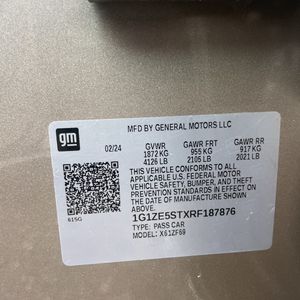 gm
MFD BY GENERAL MOTORS LLC
02/24 GVWR GAWR FRT GAWR RR
1872 KG 955 KG 917 KG
4126 LB 2105 LB 2021 LB
THIS VEHICLE CONFORMS TO ALL
APPLICABLE U.S. FEDERAL MOTOR
VEHICLE SAFETY, BUMPER, AND THEFT
PREVENTION STANDARDS IN EFFECT ON
THE DATE OF MANUFACTURE SHOWN
ABOVE.
61SG
1G1ZE5STXRF187876
TYPE: PASS CAR
MODEL: X61ZF69